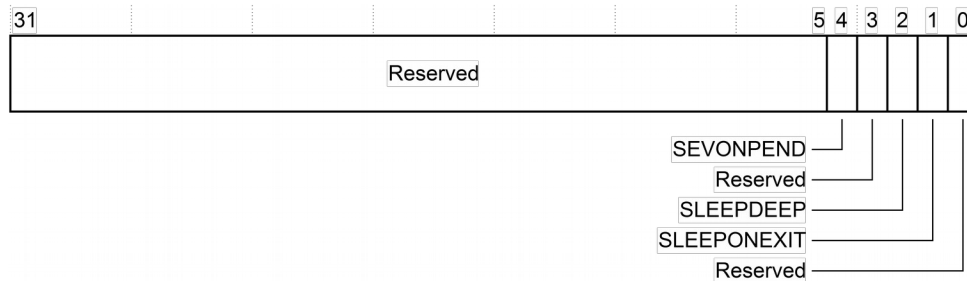 31 5 4 3 2 1 0
Reserved
SEVONPEND
Reserved
SLEEPDEEP
SLEEPONEXIT
Reserved